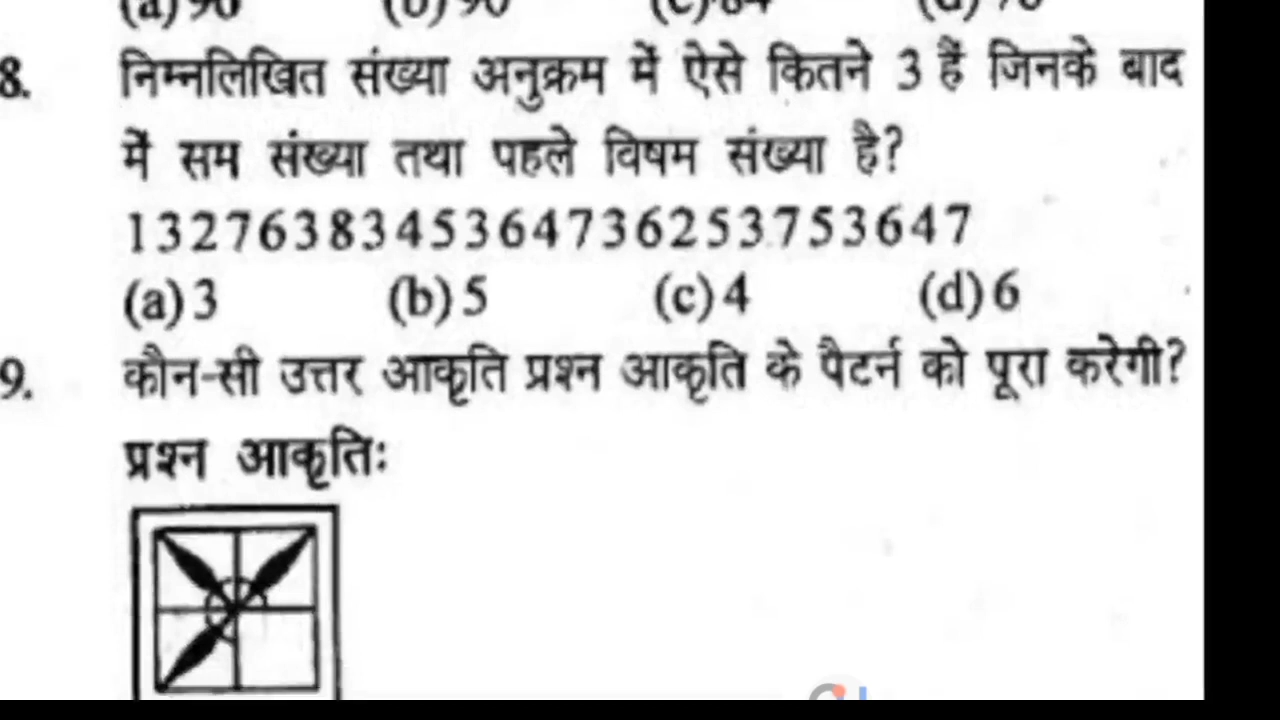 8. निम्नलिखित संख्या अनुक्रम में ऐसे कितने 3 हैं जिनके बाद
में सम संख्या तथा पहले विषम संख्या है?
1327638345364736253753647
(a) 3 (b) 5 (c) 4 (d) 6
9. कौन-सी उत्तर आकृति प्रश्न आकृति के पैटर्न को पूरा करेगी?
प्रश्न आकृतिः